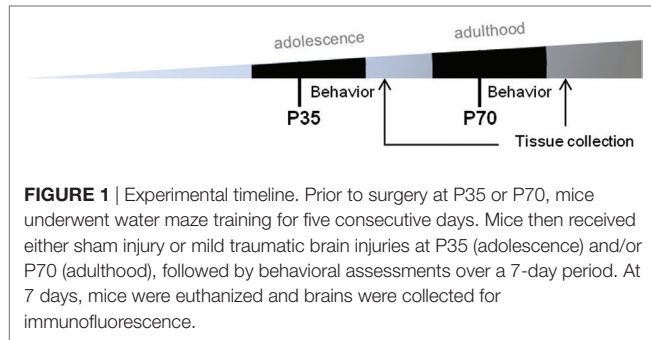 adolescence
adulthood
Behavior
Behavior
P35
P70
Tissue collection
FIGURE 1 | Experimental timeline. Prior to surgery at P35 or P70, mice
underwent water maze training for five consecutive days. Mice then received
either sham injury or mild traumatic brain injuries at P35 (adolescence) and/or
P70 (adulthood), followed by behavioral assessments over a 7-day period. At
7 days, mice were euthanized and brains were collected for
immunofluorescence.